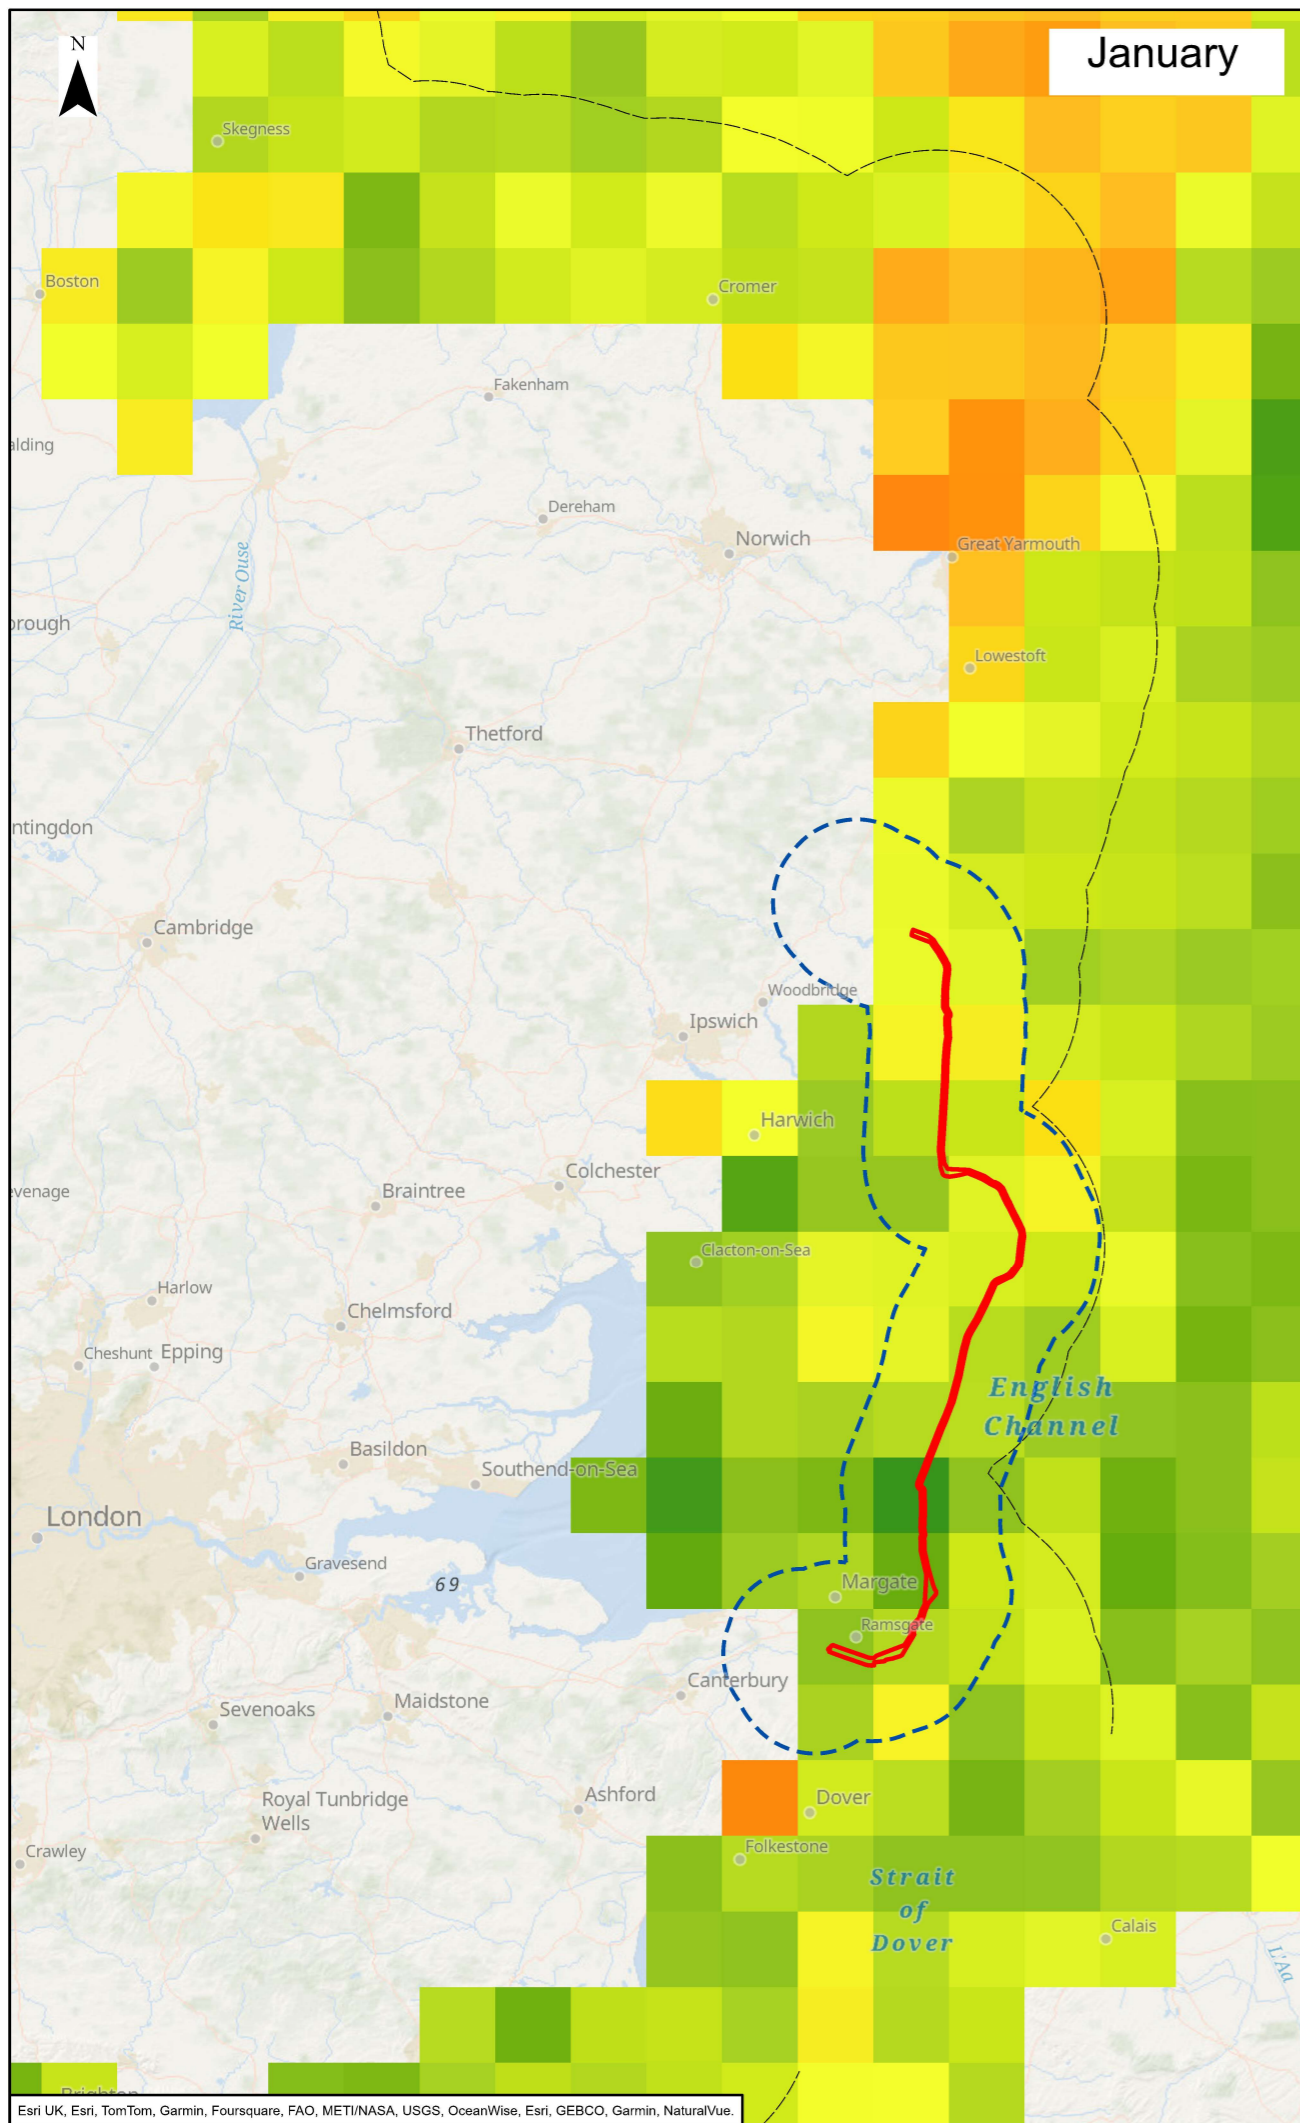 N
January
Skegness
Boston
Cromer
Fakenham
alding
Dereham
Norwich
Great Yarmouth
River Ouse
orough
Lowestoft
Thetford
ntingdon
Cambridge
Woodbridge
Ipswich
Harwich
Colchester
evenage
Braintree
Clacton-on-Sea
Harlow
Chelmsford
Cheshunt
Epping
English
Channel
Basildon
Southend-on-Sea
London
Gravesend
69
Margate
Ramsgate
Canterbury
Sevenoaks
Maidstone
Royal Tunbridge
Wells
Ashford
Dover
Crawley
Folkestone
Strait
of
Dover
Calais
L'Aa
Brighton
Esri UK, Esri, TomTom, Garmin, Foursquare, FAO, METI/NASA, USGS, OceanWise, Esri, GEBCO, Garmin, NaturalVue.